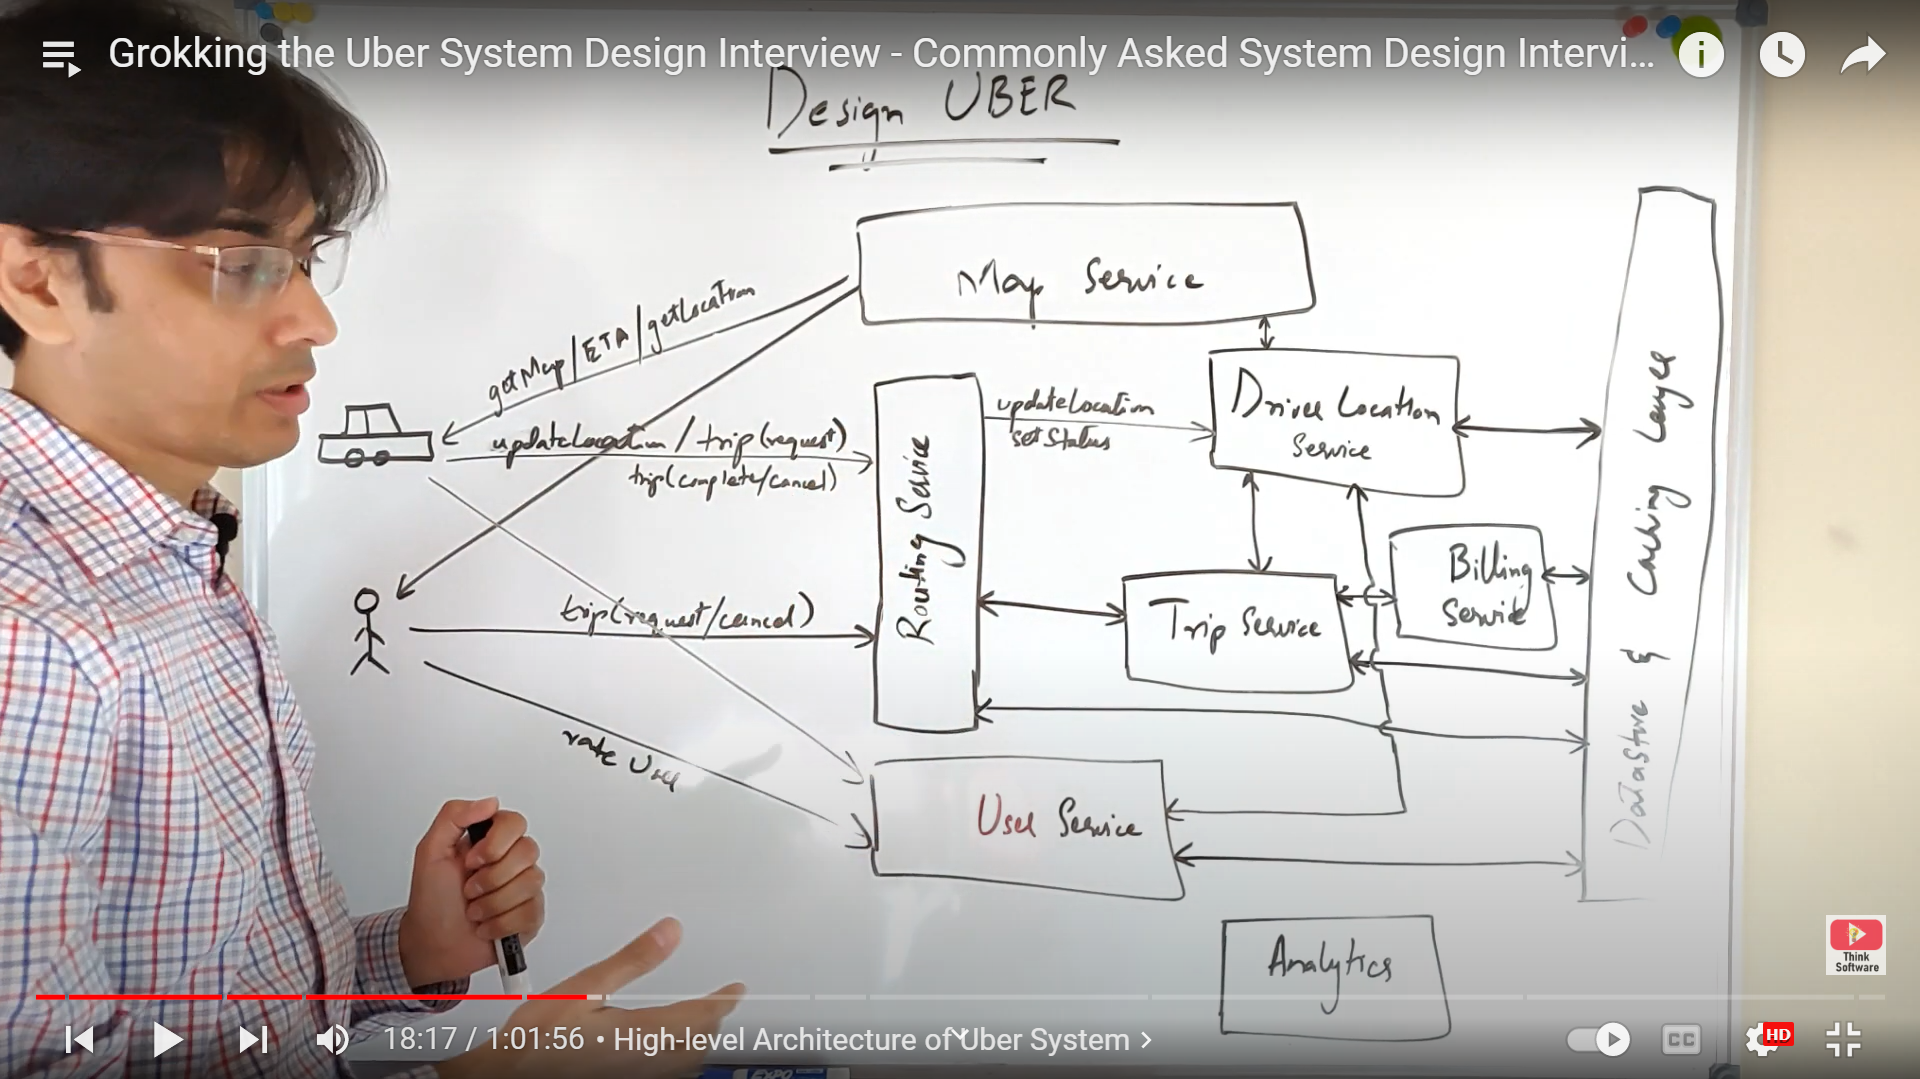 Grokking the Uber System Design Interview - Commonly Asked System Design Intervi...
Design UBER
Map Service
getMap/ETA/getLocation
updateLocation / trip(request)
trip(complete/cancel)
updateLocation
setStatus
Driver Location
Service
Routing Service
Datastore & Caching Layer
Billing
Service
trip(request/cancel)
Trip Service
rate User
User Service
Analytics
Think
Software
18:17 / 1:01:56 • High-level Architecture of Uber System
CC
HD
EXPO